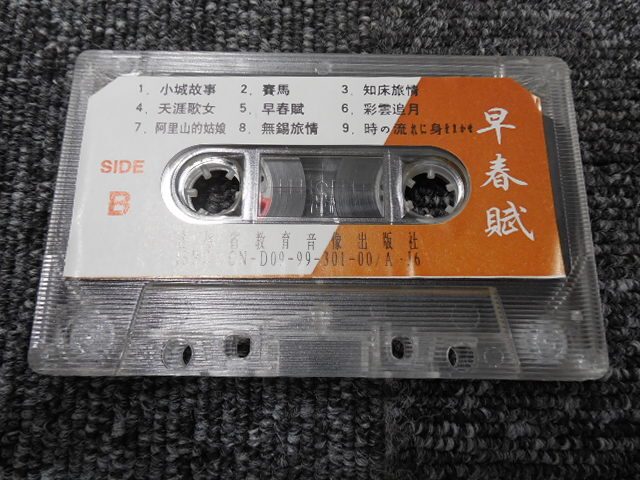 1. 小城故事 2. 賽馬 3. 知床旅情
4. 天涯歌女 5. 早春賦 6. 彩雲追月
7. 阿里山的姑娘 8. 無錫旅情 9. 時の流れに身をまかせ
SIDE
B
早春賦
省教育音像出版社
CN-D09-99-301-00/A·J6